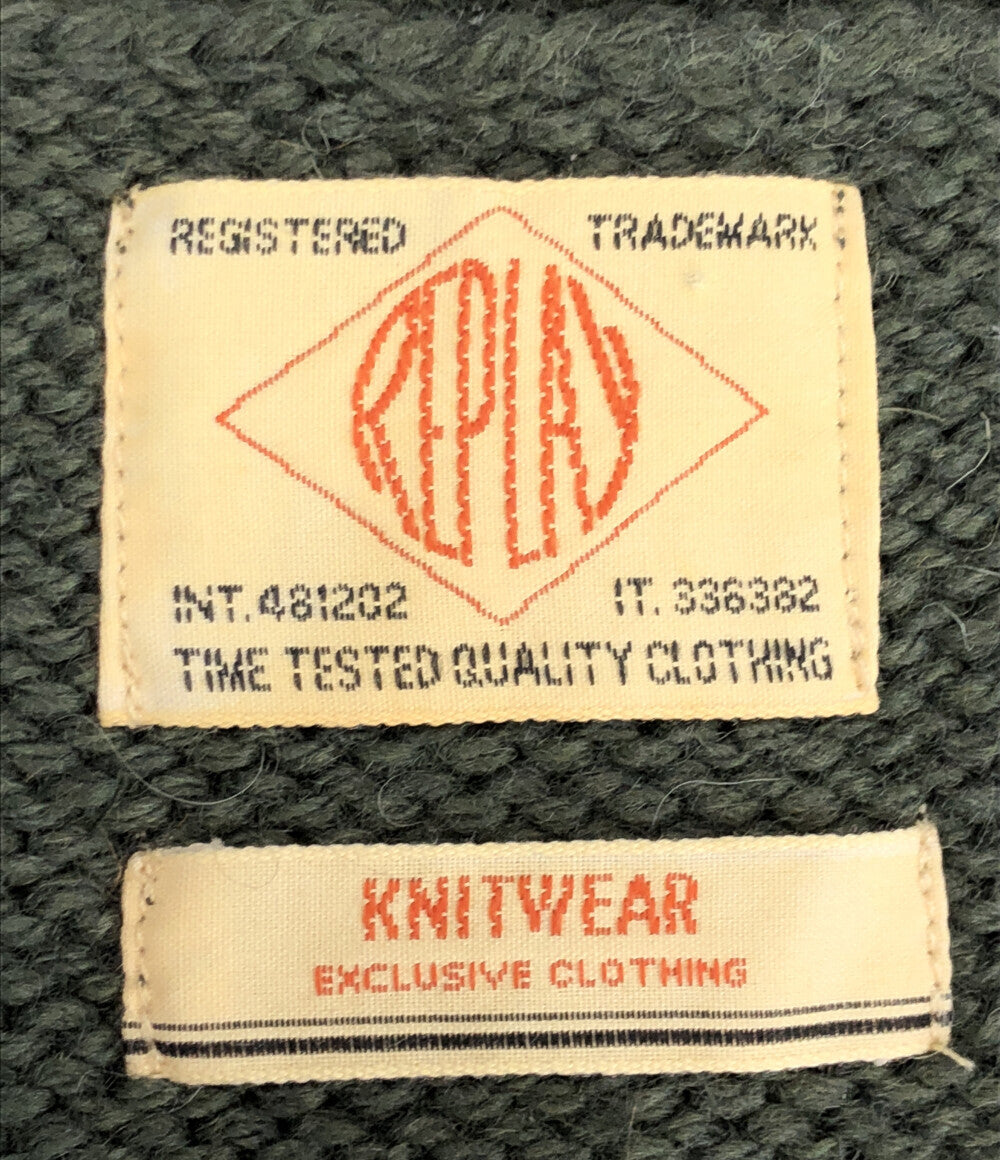 REGISTERED TRADEMARK
REPLAY
INT. 481202 IT. 336382
TIME TESTED QUALITY CLOTHING
KNITWEAR
EXCLUSIVE CLOTHING